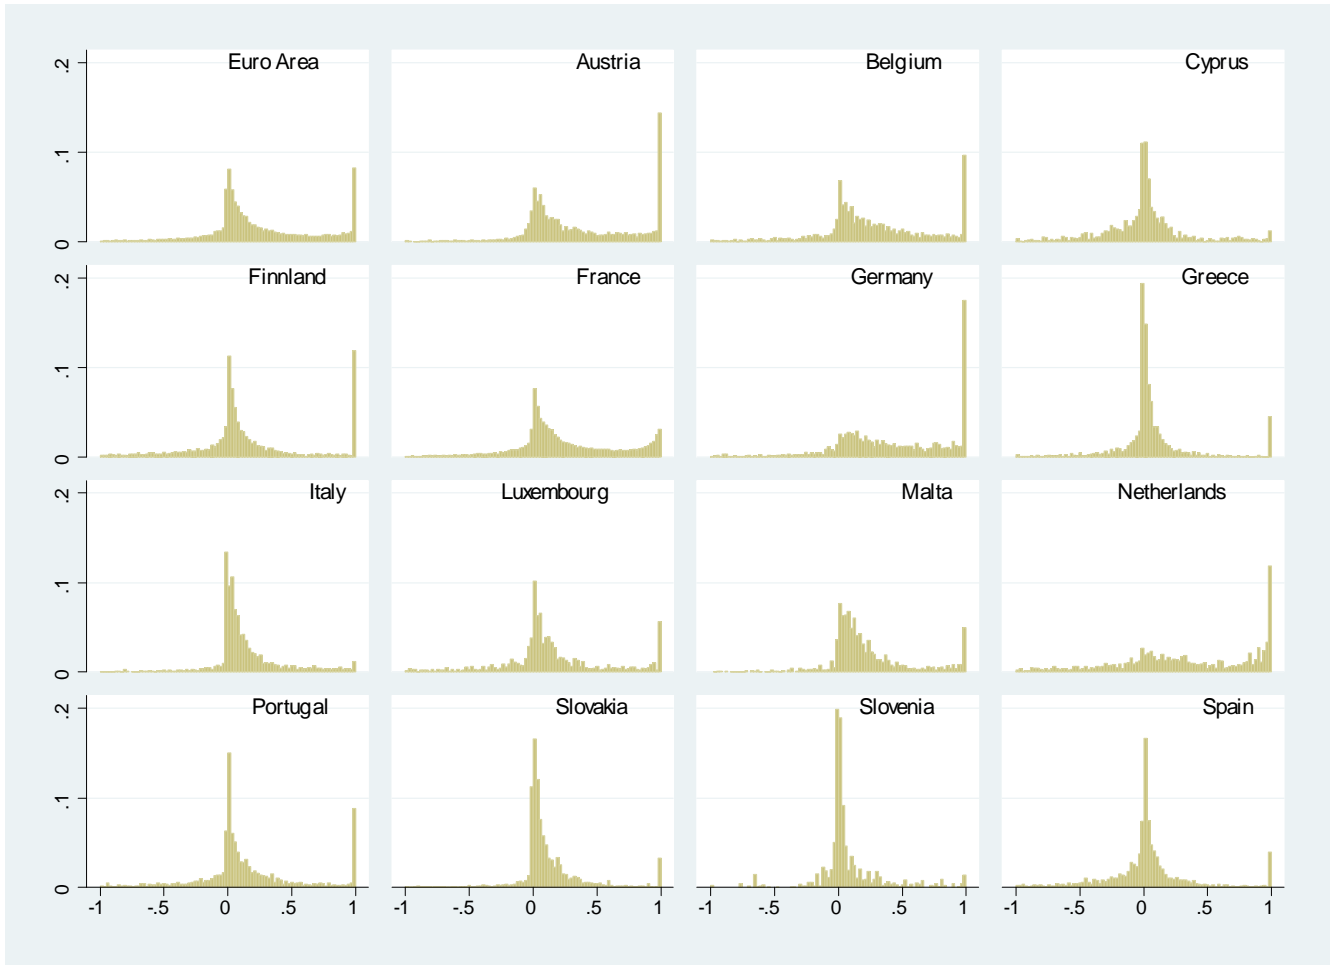 Euro Area Austria Belgium Cyprus
0 .1 .2
Finnland France Germany Greece
0 .1 .2
Italy Luxembourg Malta Netherlands
0 .1 .2
Portugal Slovakia Slovenia Spain
0 .1 .2
-1 -.5 0 .5 1 -1 -.5 0 .5 1 -1 -.5 0 .5 1 -1 -.5 0 .5 1